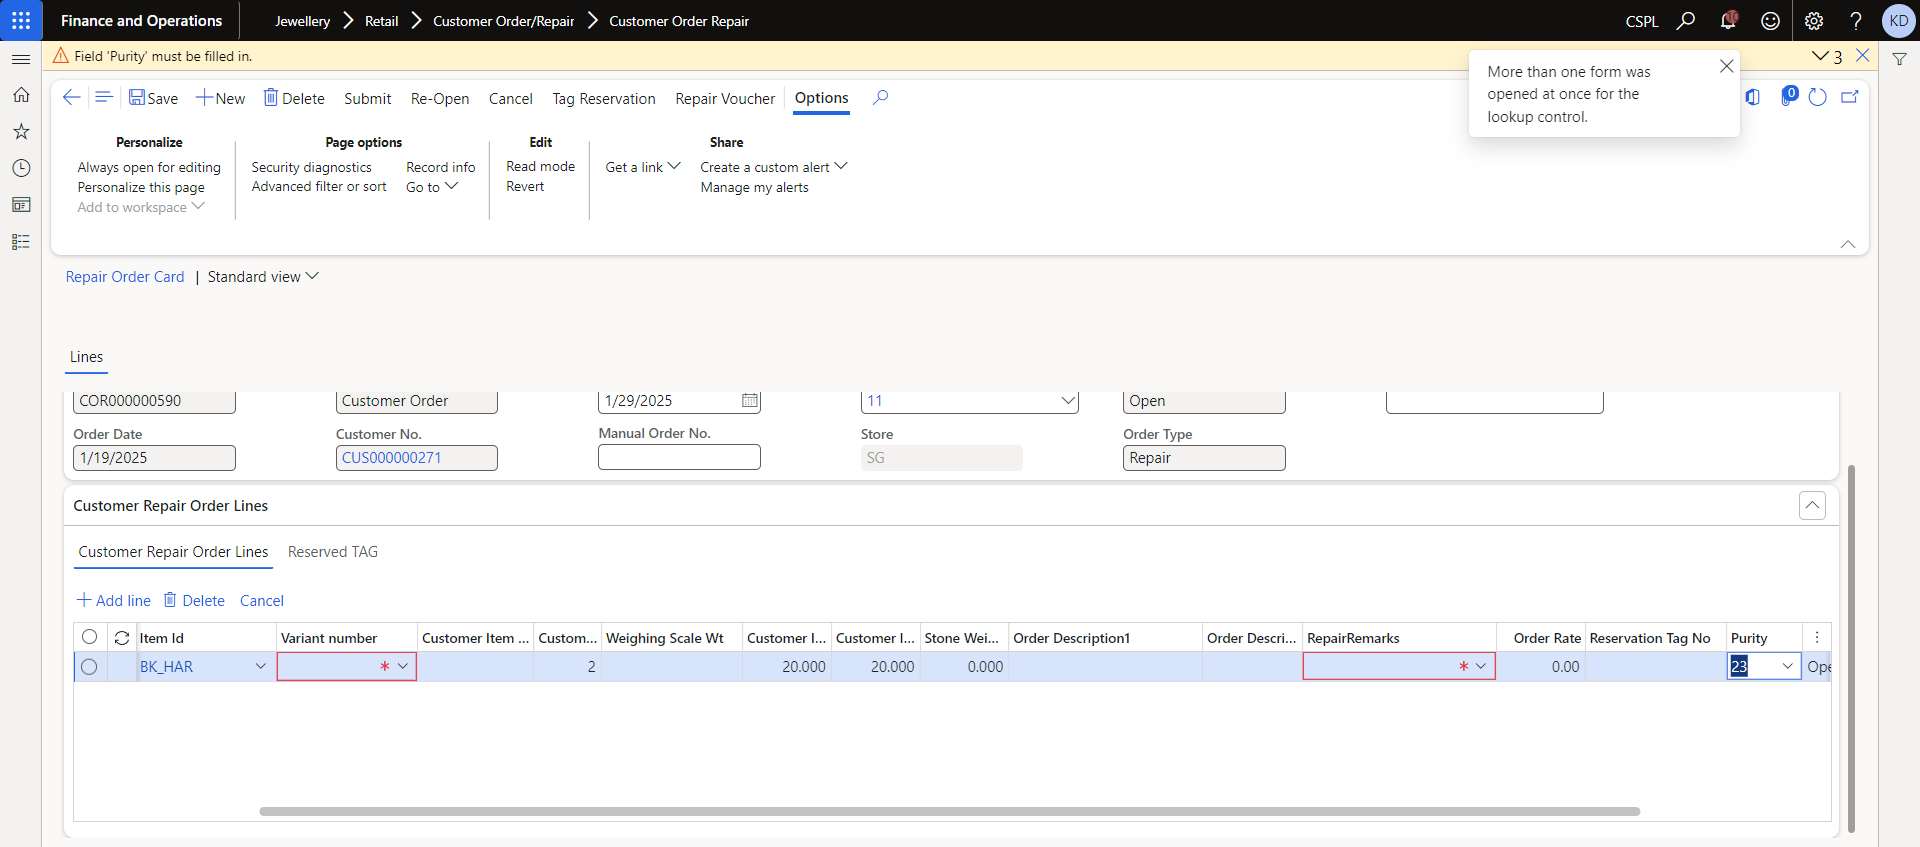 Finance and Operations
Jewellery
Retail
Customer Order/Repair
Customer Order Repair
CSPL
KD
Field 'Purity' must be filled in.
3
More than one form was
opened at once for the
lookup control.
Save
New
Delete
Submit
Re-Open
Cancel
Tag Reservation
Repair Voucher
Options
0
Personalize
Always open for editing
Personalize this page
Add to workspace
Page options
Security diagnostics
Advanced filter or sort
Record info
Go to
Edit
Read mode
Revert
Get a link
Share
Create a custom alert
Manage my alerts
Repair Order Card | Standard view
Lines
COR000000590
Customer Order
1/29/2025
11
Open
Order Date
Customer No.
Manual Order No.
Store
Order Type
1/19/2025
CUS000000271
SG
Repair
Customer Repair Order Lines
Customer Repair Order Lines
Reserved TAG
Add line
Delete
Cancel
Item Id
Variant number
Customer Item ...
Custom...
Weighing Scale Wt
Customer I...
Customer I...
Stone Wei...
Order Description1
Order Descri...
RepairRemarks
Order Rate
Reservation Tag No
Purity
BK_HAR
*
2
20.000
20.000
0.000
*
0.00
23
Ope